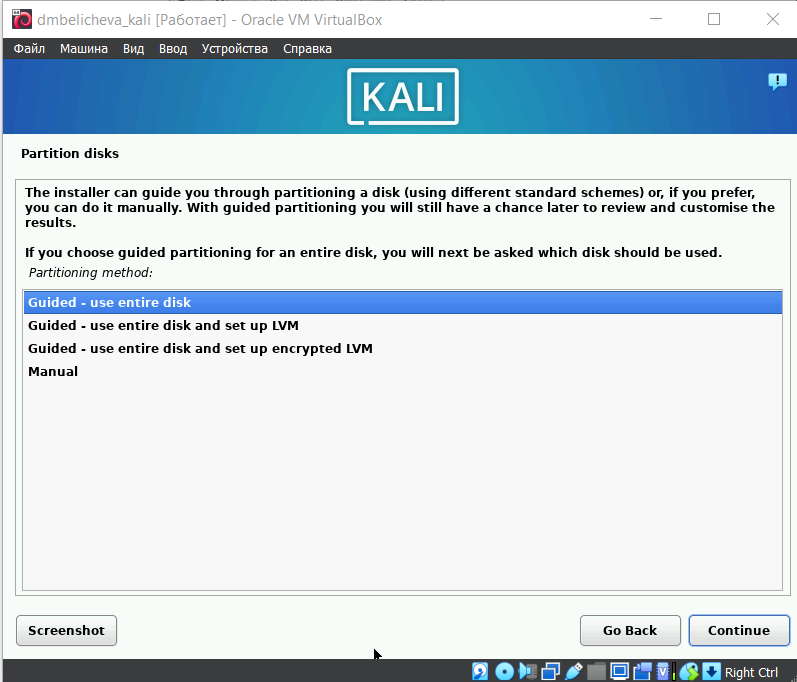 dmbelicheva_kali [Работает] - Oracle VM VirtualBox
Файл Машина Вид Ввод Устройства Справка
KALI
Partition disks
The installer can guide you through partitioning a disk (using different standard schemes) or, if you prefer,
you can do it manually. With guided partitioning you will still have a chance later to review and customise the
results.
If you choose guided partitioning for an entire disk, you will next be asked which disk should be used.
Partitioning method:
Guided - use entire disk
Guided - use entire disk and set up LVM
Guided - use entire disk and set up encrypted LVM
Manual
Screenshot Go Back Continue
Right Ctrl